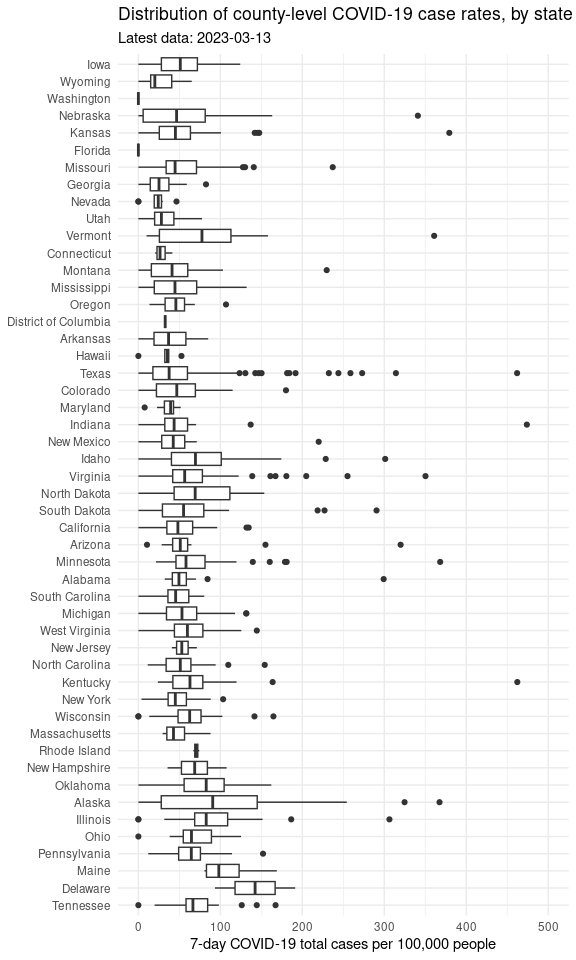 Distribution of county-level COVID-19 case rates, by state
Latest data: 2023-03-13
Iowa
Wyoming
Washington
Nebraska
Kansas
Florida
Missouri
Georgia
Nevada
Utah
Vermont
Connecticut
Montana
Mississippi
Oregon
District of Columbia
Arkansas
Hawaii
Texas
Colorado
Maryland
Indiana
New Mexico
Idaho
Virginia
North Dakota
South Dakota
California
Arizona
Minnesota
Alabama
South Carolina
Michigan
West Virginia
New Jersey
North Carolina
Kentucky
New York
Wisconsin
Massachusetts
Rhode Island
New Hampshire
Oklahoma
Alaska
Illinois
Ohio
Pennsylvania
Maine
Delaware
Tennessee
0 100 200 300 400 500
7-day COVID-19 total cases per 100,000 people